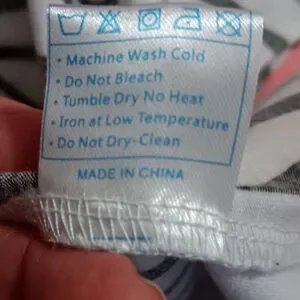 • Machine Wash Cold
• Do Not Bleach
• Tumble Dry No Heat
• Iron at Low Temperature
• Do Not Dry-Clean
MADE IN CHINA